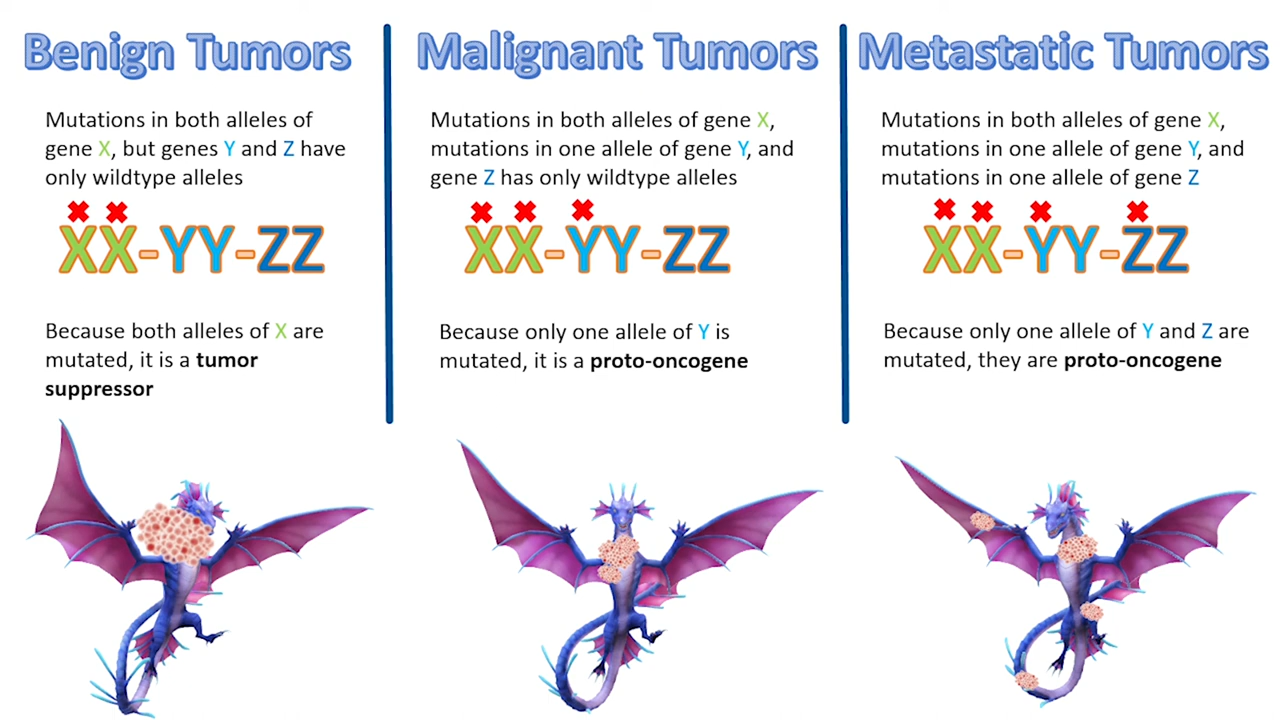 Benign Tumors
Mutations in both alleles of
gene X, but genes Y and Z have
only wildtype alleles
XX-YY-ZZ
Because both alleles of X are
mutated, it is a tumor
suppressor
Malignant Tumors
Mutations in both alleles of gene X,
mutations in one allele of gene Y, and
gene Z has only wildtype alleles
XX-YY-ZZ
Because only one allele of Y is
mutated, it is a proto-oncogene
Metastatic Tumors
Mutations in both alleles of gene X,
mutations in one allele of gene Y, and
mutations in one allele of gene Z
XX-YY-ZZ
Because only one allele of Y and Z are
mutated, they are proto-oncogene